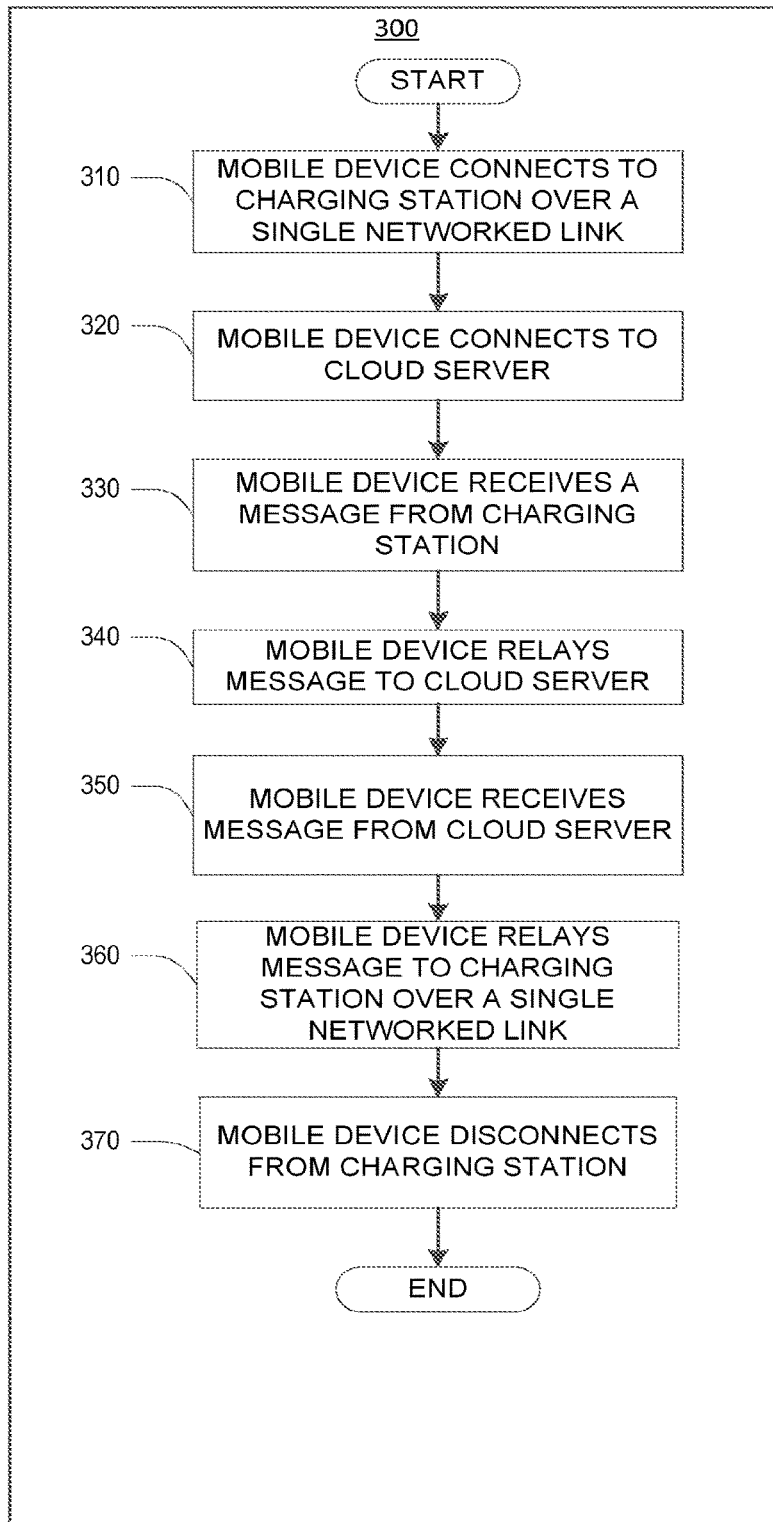 300
START
310
MOBILE DEVICE CONNECTS TO
CHARGING STATION OVER A
SINGLE NETWORKED LINK
320
MOBILE DEVICE CONNECTS TO
CLOUD SERVER
330
MOBILE DEVICE RECEIVES A
MESSAGE FROM CHARGING
STATION
340
MOBILE DEVICE RELAYS
MESSAGE TO CLOUD SERVER
350
MOBILE DEVICE RECEIVES
MESSAGE FROM CLOUD SERVER
360
MOBILE DEVICE RELAYS
MESSAGE TO CHARGING
STATION OVER A SINGLE
NETWORKED LINK
370
MOBILE DEVICE DISCONNECTS
FROM CHARGING STATION
END